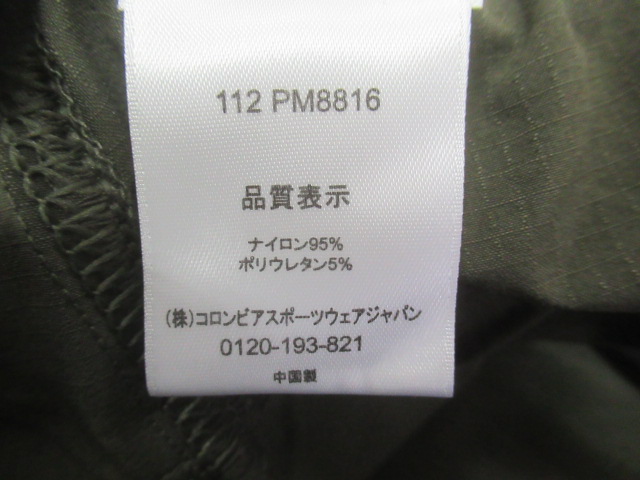 112 PM8816
品質表示
ナイロン95%
ポリウレタン5%
(株)コロンビアスポーツウェアジャパン
0120-193-821
中国製